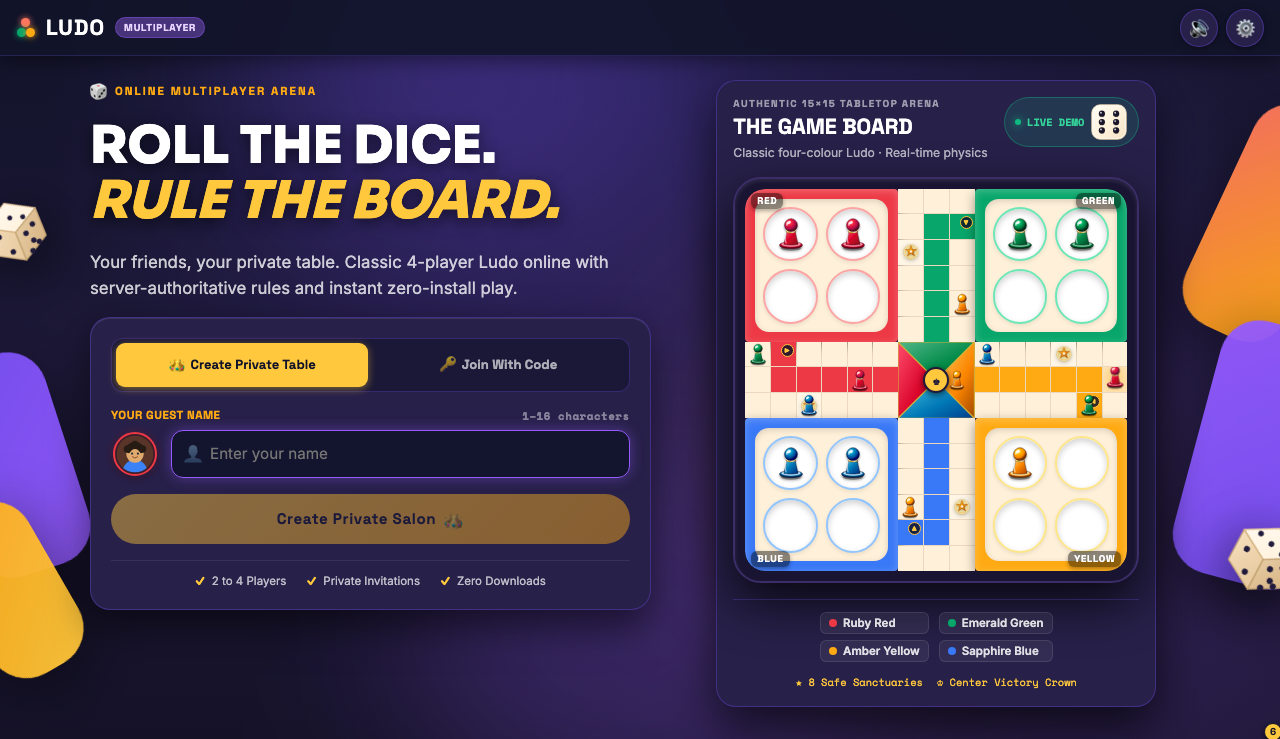 LUDO
MULTIPLAYER
ONLINE MULTIPLAYER ARENA
ROLL THE DICE.
RULE THE BOARD.
Your friends, your private table. Classic 4-player Ludo online with
server-authoritative rules and instant zero-install play.
Create Private Table
Join With Code
YOUR GUEST NAME
1–16 characters
Enter your name
Create Private Salon
2 to 4 Players
Private Invitations
Zero Downloads
AUTHENTIC 15×15 TABLETOP ARENA
THE GAME BOARD
Classic four-colour Ludo · Real-time physics
LIVE DEMO
RED
GREEN
BLUE
YELLOW
Ruby Red
Emerald Green
Amber Yellow
Sapphire Blue
★ 8 Safe Sanctuaries
♔ Center Victory Crown
6